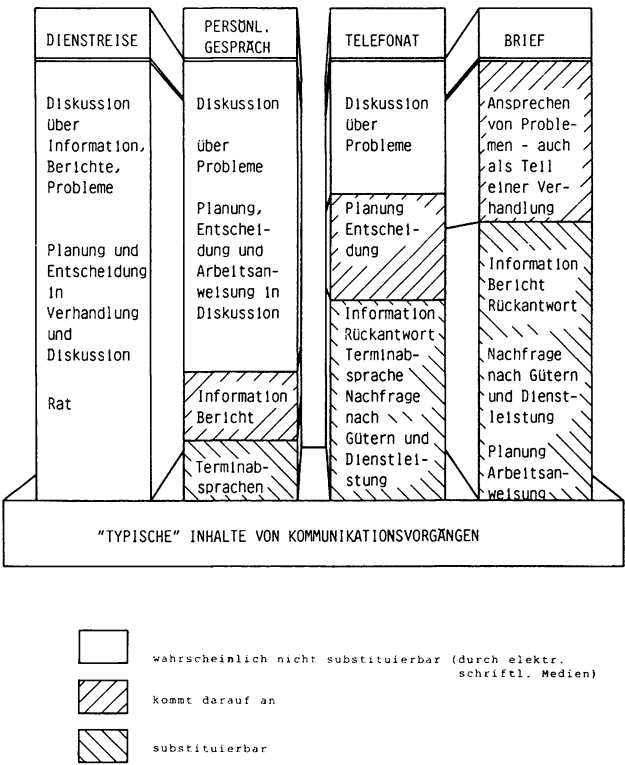 DIENSTREISE
Diskussion
über
Information,
Berichte,
Probleme
Planung und
Entscheidung
in
Verhandlung
und
Diskussion
Rat
PERSÖNL.
GESPRÄCH
Diskussion
über
Probleme
Planung,
Entschei-
dung und
Arbeitsan-
weisung in
Diskussion
Information
Bericht
Terminab-
sprachen
TELEFONAT
Diskussion
über
Probleme
Planung
Entschei-
dung
Information
Rückantwort
Terminab-
sprache
Nachfrage
nach
Gütern und
Dienstlei-
stung
BRIEF
Ansprechen
von Proble-
men - auch
als Teil
einer Ver-
handlung
Information
Bericht
Rückantwort
Nachfrage
nach Gütern
und Dienst-
leistung
Planung
Arbeitsan-
weisung
"TYPISCHE" INHALTE VON KOMMUNIKATIONSVORGÄNGEN
wahrscheinlich nicht substituierbar (durch elektr.
schriftl. Medien)
kommt darauf an
substituierbar